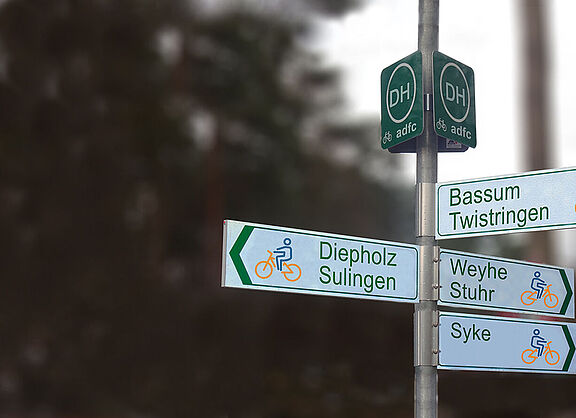 DH
adfc
DH
adfc
Bassum
Twistringen
Diepholz
Sulingen
Weyhe
Stuhr
Syke